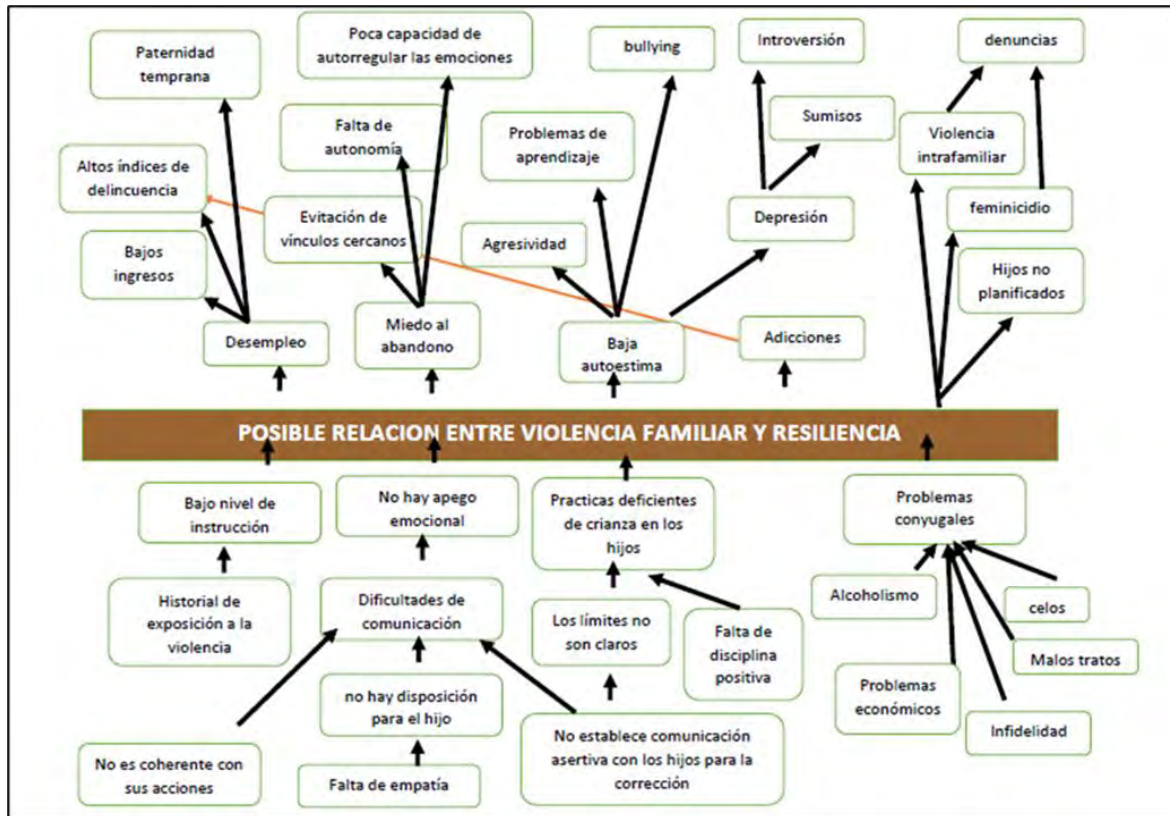 Paternidad
temprana
Poca capacidad de
autorregular las emociones
bullying
Introversión
denuncias
Altos índices de
delincuencia
Falta de
autonomía
Problemas de
aprendizaje
Sumisos
Violencia
intrafamiliar
Bajos
ingresos
Evitación de
vínculos cercanos
Agresividad
Depresión
feminicidio
Hijos no
planificados
Desempleo
Miedo al
abandono
Baja
autoestima
Adicciones
POSIBLE RELACION ENTRE VIOLENCIA FAMILIAR Y RESILIENCIA
Bajo nivel de
instrucción
No hay apego
emocional
Practicas deficientes
de crianza en los
hijos
Problemas
conyugales
Historial de
exposición a la
violencia
Dificultades de
comunicación
Los límites no
son claros
Falta de
disciplina
positiva
Alcoholismo
celos
Malos tratos
Problemas
económicos
Infidelidad
no hay disposición
para el hijo
No es coherente con
sus acciones
Falta de empatía
No establece comunicación
asertiva con los hijos para la
corrección